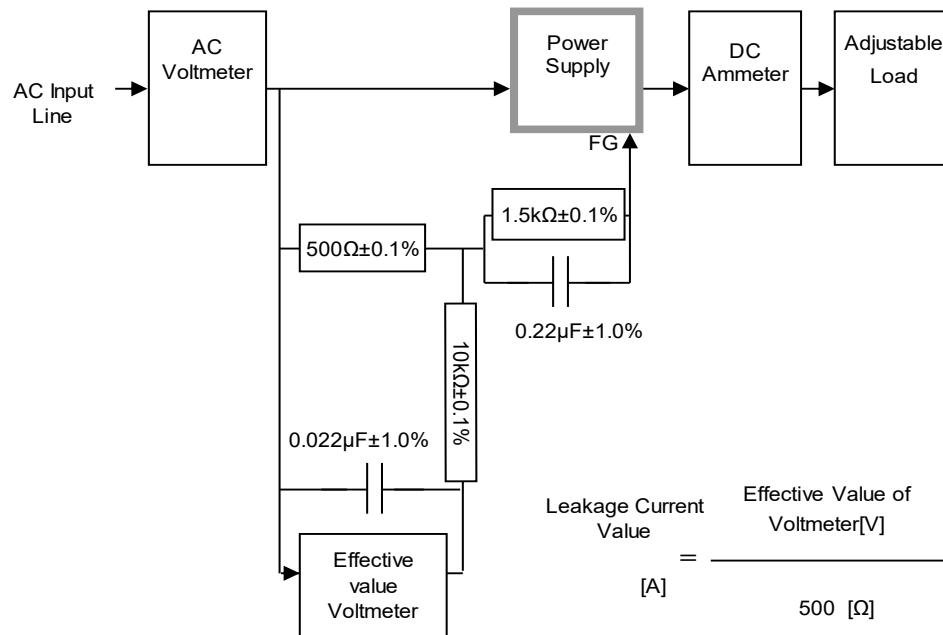 AC
Voltmeter
Power
Supply
DC
Ammeter
Adjustable
Load
AC Input
Line
FG
1.5kΩ±0.1%
500Ω±0.1%
0.22µF±1.0%
10kΩ±0.1%
0.022µF±1.0%
Effective
value
Voltmeter
Leakage Current
Value
[A]
=
Effective Value of
Voltmeter[V]
500 [Ω]